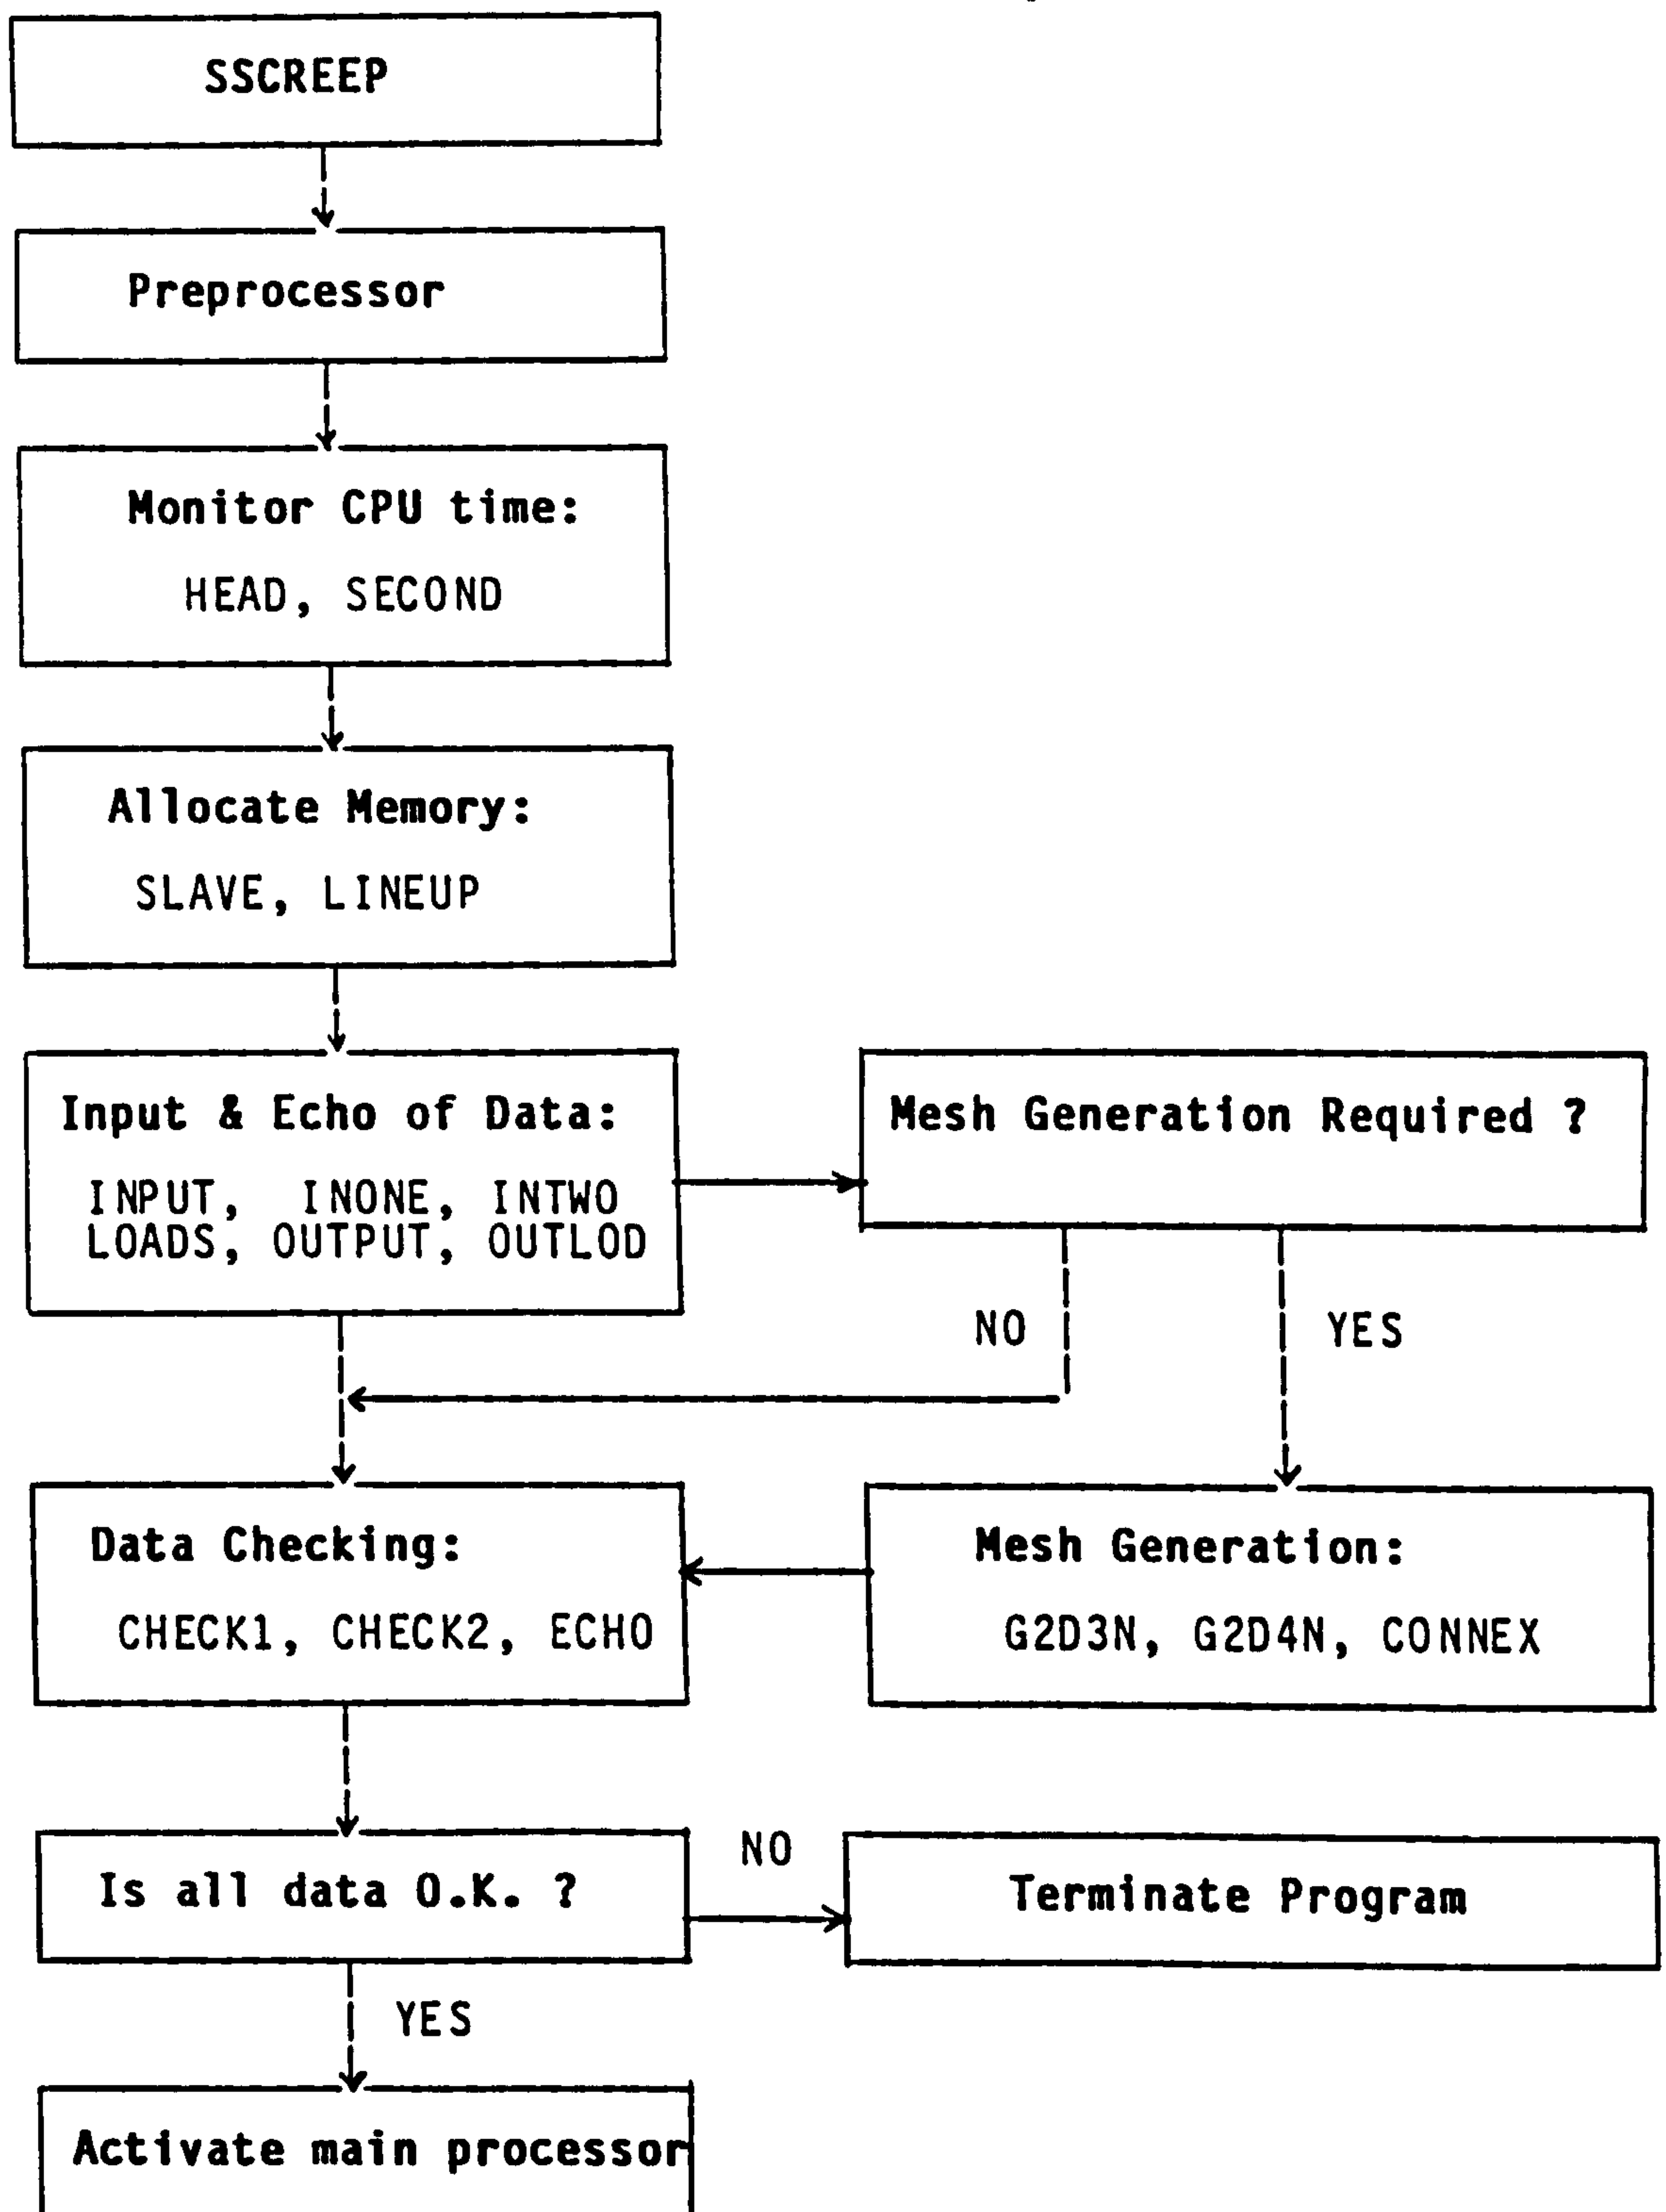 SSCREEP
Preprocessor
Monitor CPU time:
HEAD, SECOND
Allocate Memory:
SLAVE, LINEUP
Input & Echo of Data:
INPUT, INONE, INTWO
LOADS, OUTPUT, OUTLOD
Mesh Generation Required ?
NO
YES
Data Checking:
CHECK1, CHECK2, ECHO
Mesh Generation:
G2D3N, G2D4N, CONNEX
Is all data O.K. ?
NO
Terminate Program
YES
Activate main processor